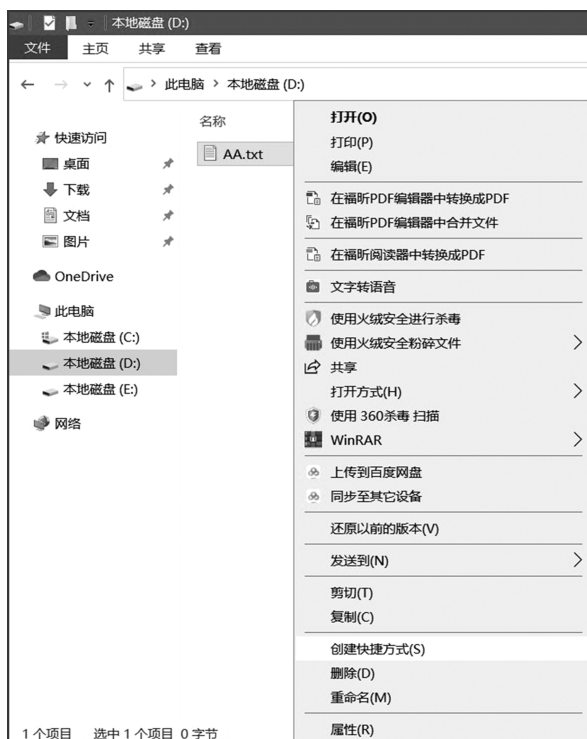 本地磁盘 (D:)
文件 主页 共享 查看
此电脑 > 本地磁盘 (D:)
快速访问
桌面
下载
文档
图片
OneDrive
此电脑
本地磁盘 (C:)
本地磁盘 (D:)
本地磁盘 (E:)
网络
名称
AA.txt
打开(O)
打印(P)
编辑(E)
在福昕PDF编辑器中转换成PDF
在福昕PDF编辑器中合并文件
在福昕阅读器中转换成PDF
文字转语音
使用火绒安全进行杀毒
使用火绒安全粉碎文件
共享
打开方式(H)
使用 360杀毒 扫描
WinRAR
上传到百度网盘
同步至其它设备
还原以前的版本(V)
发送到(N)
剪切(T)
复制(C)
创建快捷方式(S)
删除(D)
重命名(M)
属性(R)
1 个项目 选中 1 个项目 0 字节